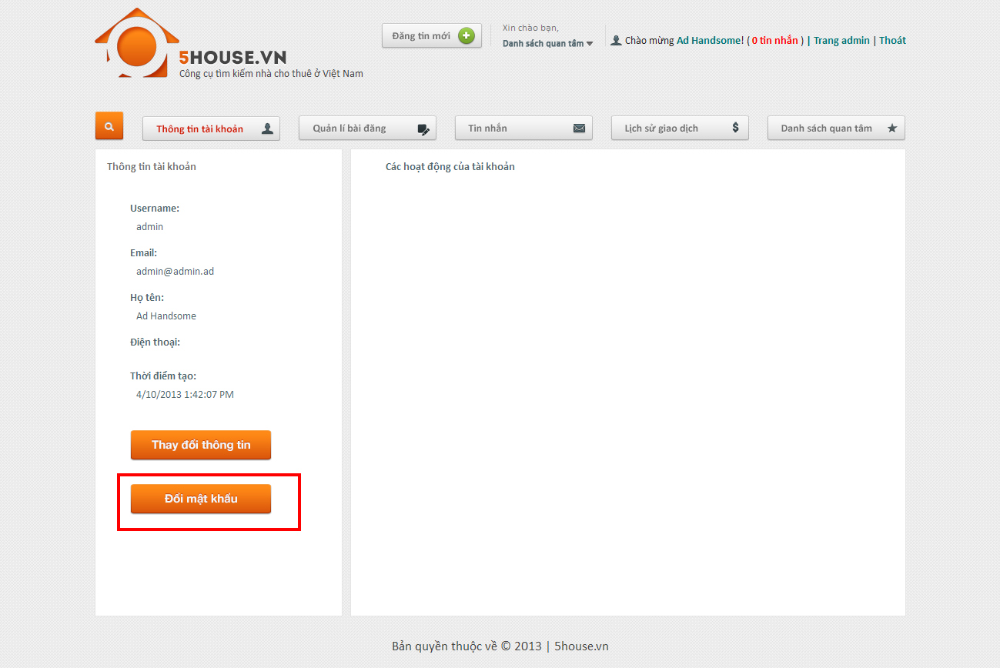 5HOUSE.VN
Công cụ tìm kiếm nhà cho thuê ở Việt Nam
Đăng tin mới
Xin chào bạn,
Danh sách quan tâm
Chào mừng Ad Handsome! ( 0 tin nhắn ) | Trang admin | Thoát
Thông tin tài khoản
Quản lí bài đăng
Tin nhắn
Lịch sử giao dịch
Danh sách quan tâm
Thông tin tài khoản
Username:
admin
Email:
admin@admin.ad
Họ tên:
Ad Handsome
Điện thoại:
Thời điểm tạo:
4/10/2013 1:42:07 PM
Thay đổi thông tin
Đổi mật khẩu
Các hoạt động của tài khoản
Bản quyền thuộc về © 2013 | 5house.vn